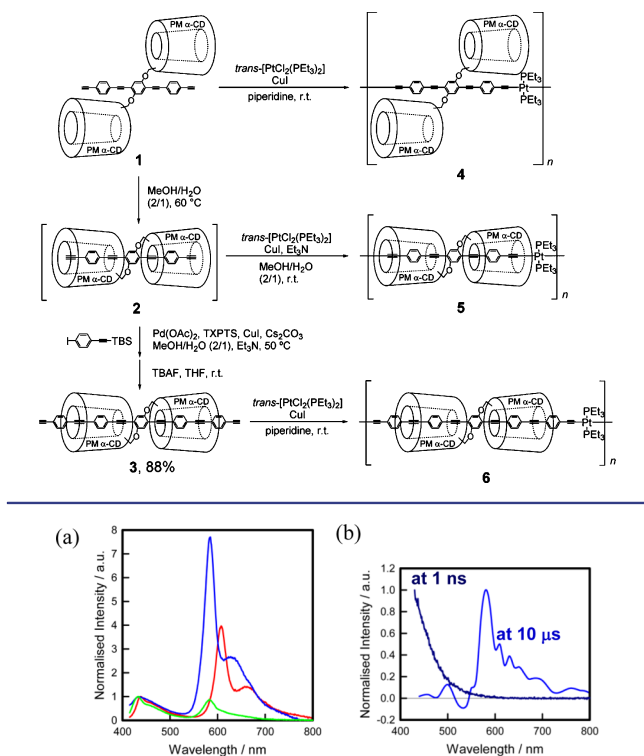 PM α-CD
PM α-CD
1
trans-[PtCl2(PEt3)2]
CuI
piperidine, r.t.
PM α-CD
PM α-CD
PEt3
Pt
PEt3
n
4
MeOH/H2O
(2/1), 60 °C
PM α-CD
PM α-CD
2
trans-[PtCl2(PEt3)2]
CuI, Et3N
MeOH/H2O
(2/1), r.t.
PM α-CD
PM α-CD
PEt3
Pt
PEt3
n
5
I
TBS
Pd(OAc)2, TXPTS, CuI, Cs2CO3
MeOH/H2O (2/1), Et3N, 50 °C
TBAF, THF, r.t.
PM α-CD
PM α-CD
3, 88%
trans-[PtCl2(PEt3)2]
CuI
piperidine, r.t.
PM α-CD
PM α-CD
PEt3
Pt
PEt3
n
6
(a)
Normalised Intensity / a.u.
8
7
6
5
4
3
2
1
0
500 600 700 800
Wavelength / nm
(b)
Normalised Intensity / a.u.
1.2
1.0
0.8
0.6
0.4
0.2
0.0
-0.2
at 1 ns
at 10 µs
400 500 600 700 800
Wavelength / nm